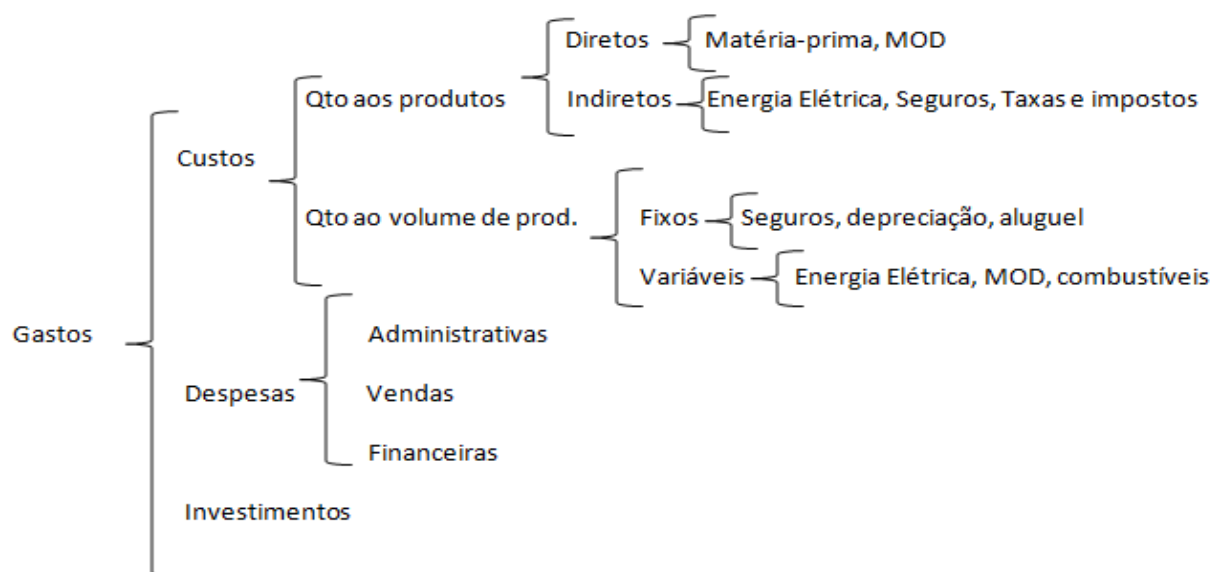 Diretos
Matéria-prima, MOD
Qto aos produtos
Indiretos
Energia Elétrica, Seguros, Taxas e impostos
Custos
Qto ao volume de prod.
Fixos
Seguros, depreciação, aluguel
Variáveis
Energia Elétrica, MOD, combustíveis
Gastos
Administrativas
Despesas
Vendas
Financeiras
Investimentos